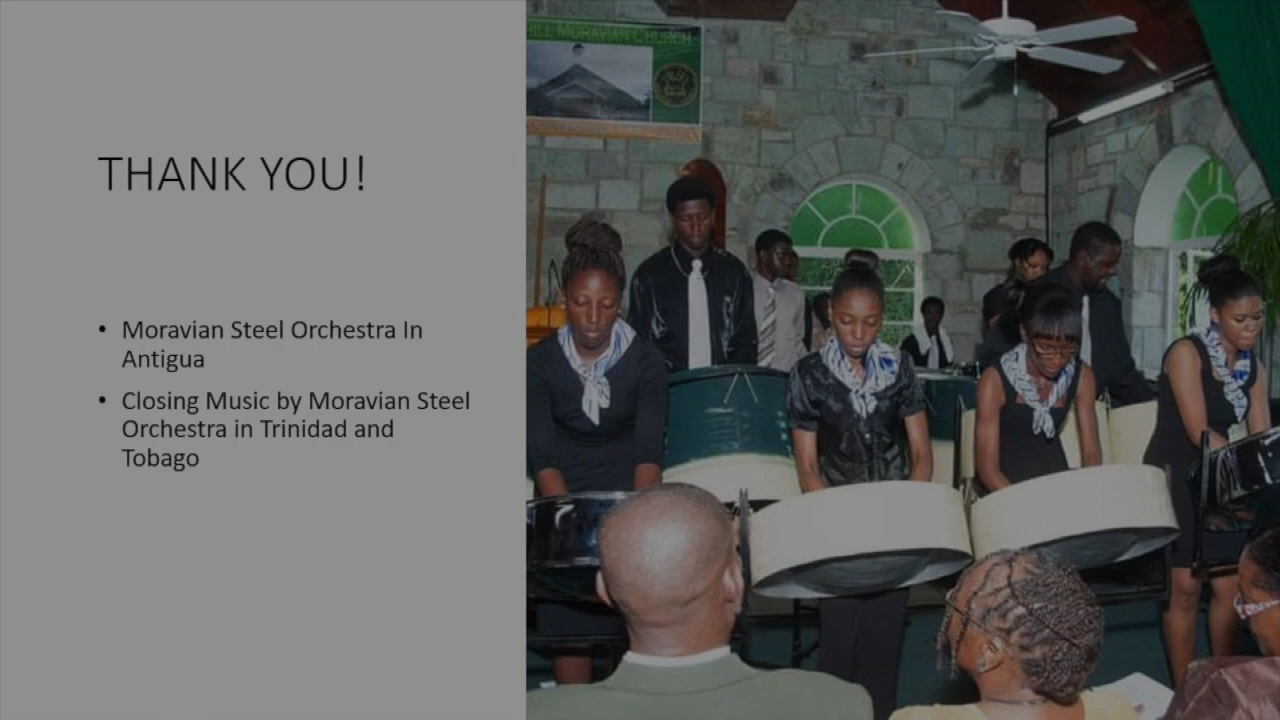 HILL MORAVIAN CHURCH
THANK YOU!
• Moravian Steel Orchestra In
Antigua
• Closing Music by Moravian Steel
Orchestra in Trinidad and
Tobago